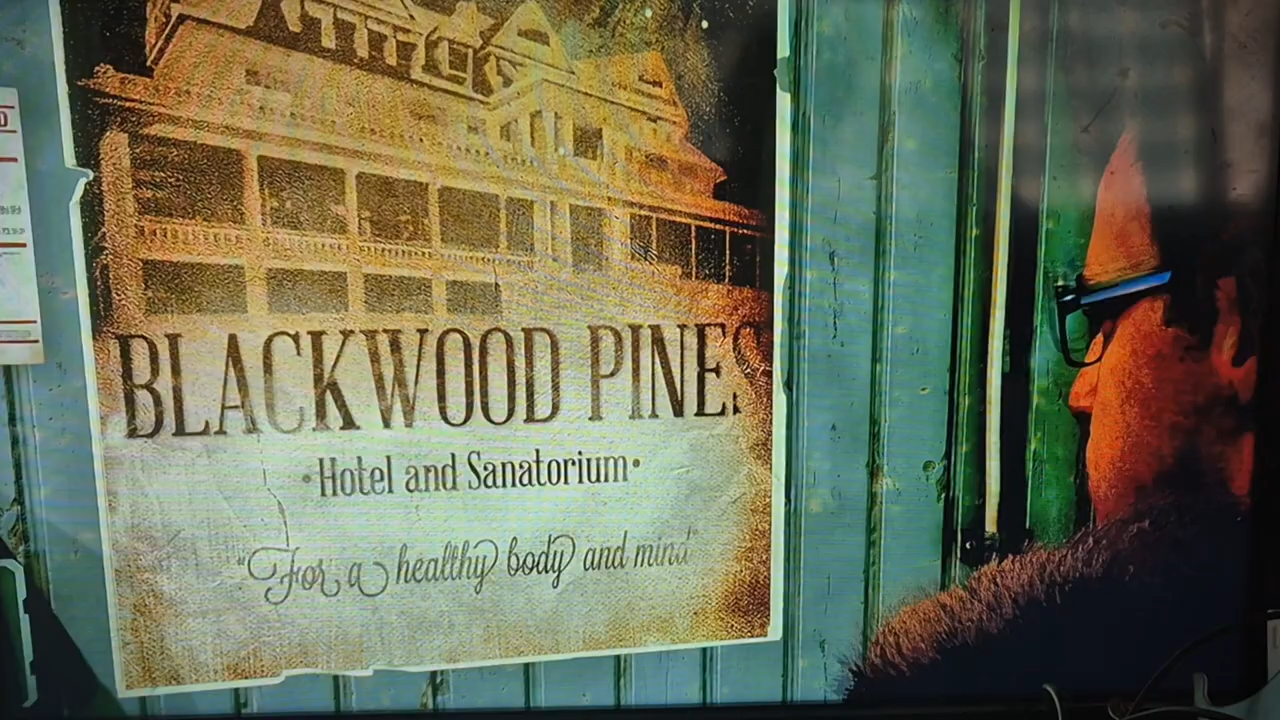 BLACKWOOD PINES
·Hotel and Sanatorium·
"For a healthy body and mind"